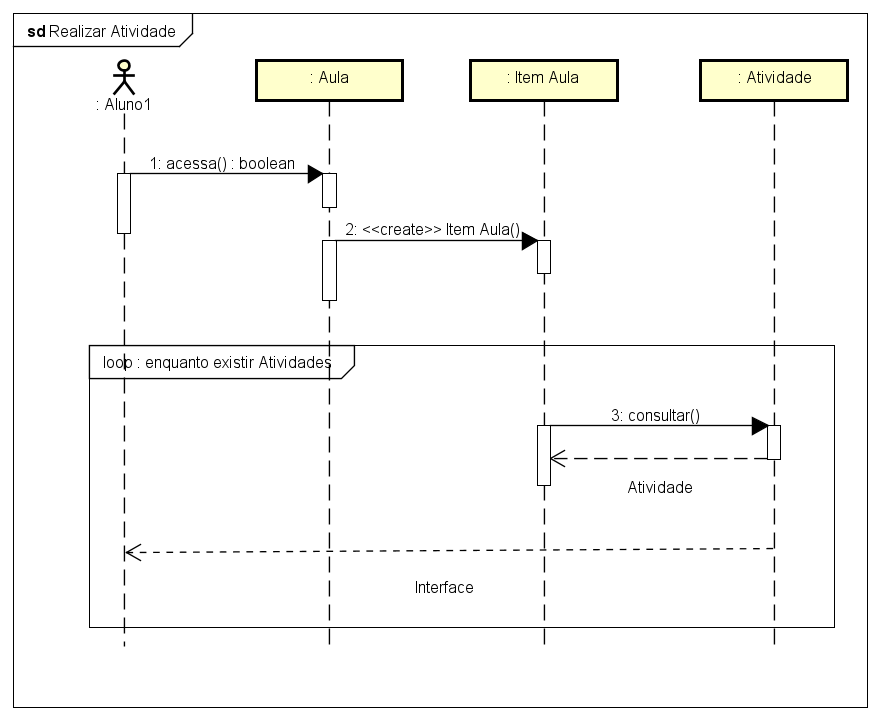 sd Realizar Atividade
: Aluno1
: Aula
: Item Aula
: Atividade
1: acessa() : boolean
2: <<create>> Item Aula()
loop : enquanto existir Atividades
3: consultar()
Atividade
Interface